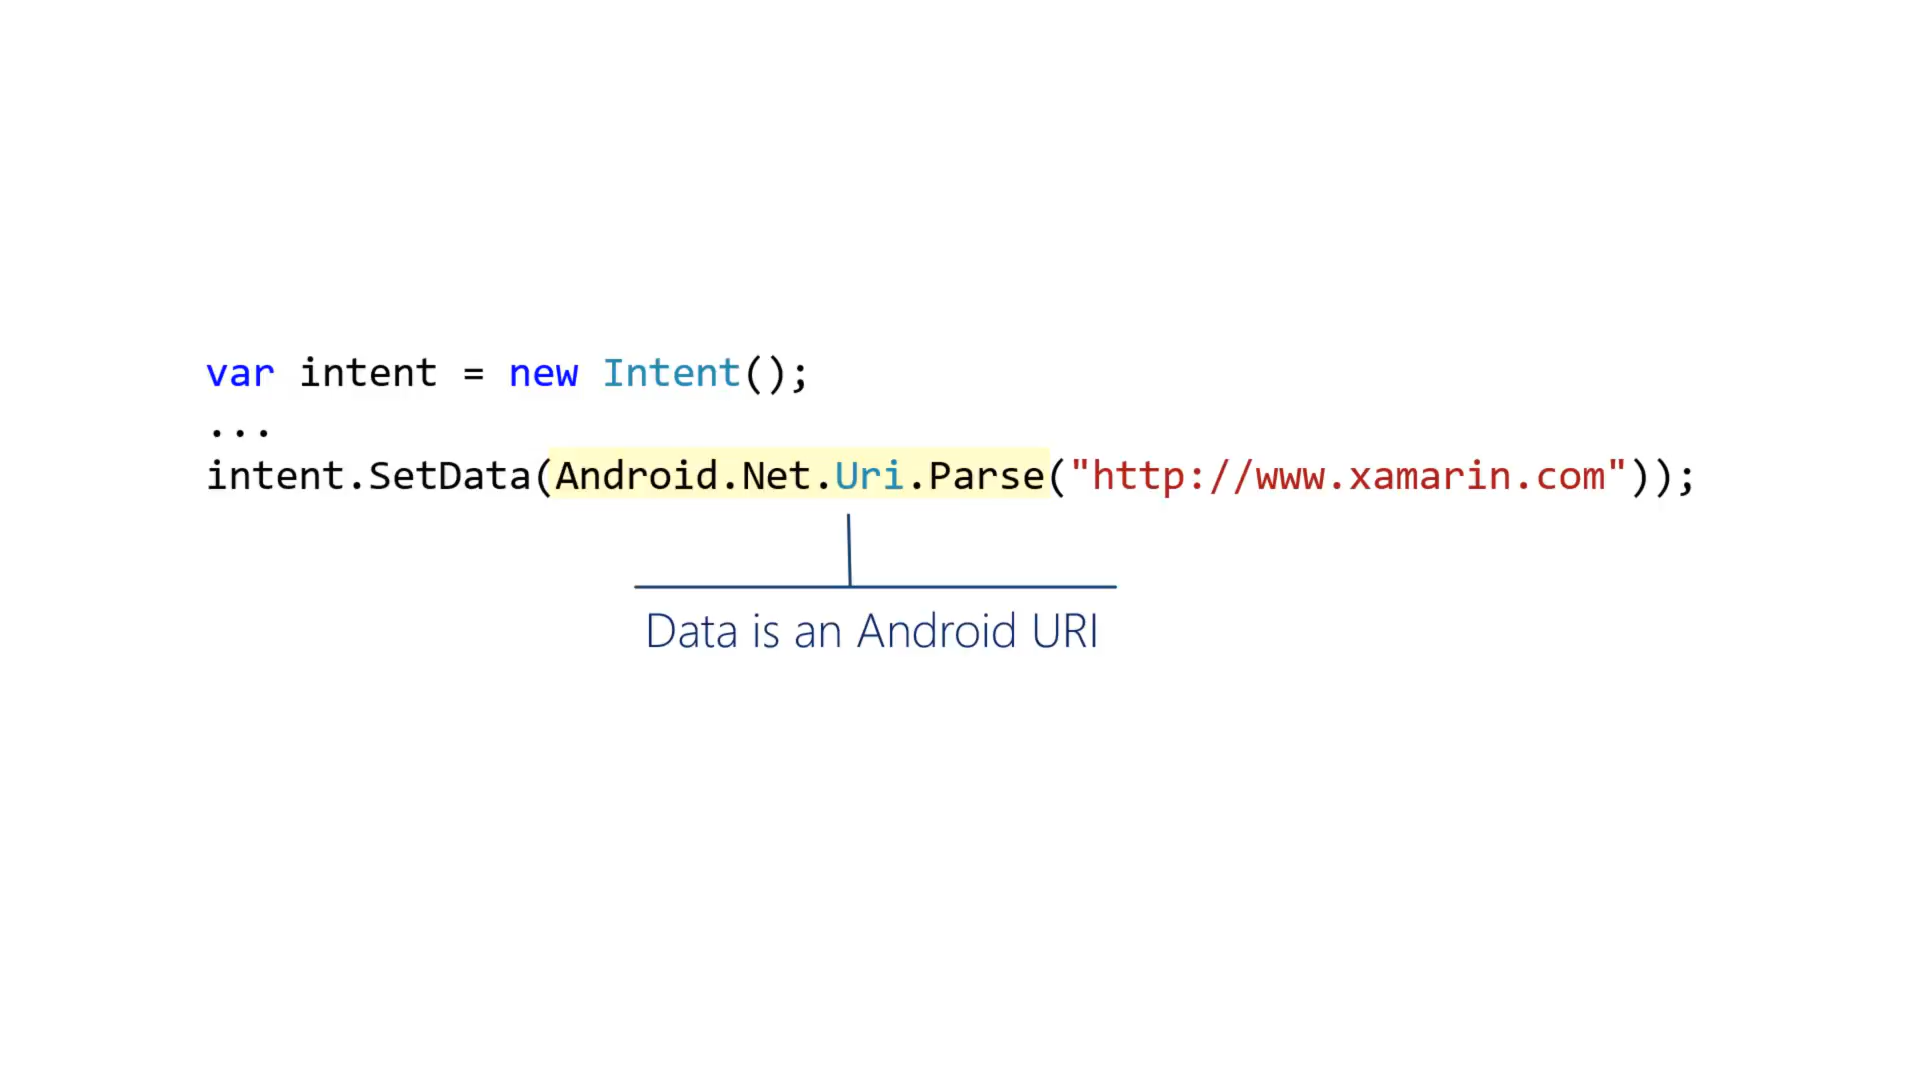 var intent = new Intent();
...
intent.SetData(Android.Net.Uri.Parse("http://www.xamarin.com"));
Data is an Android URI